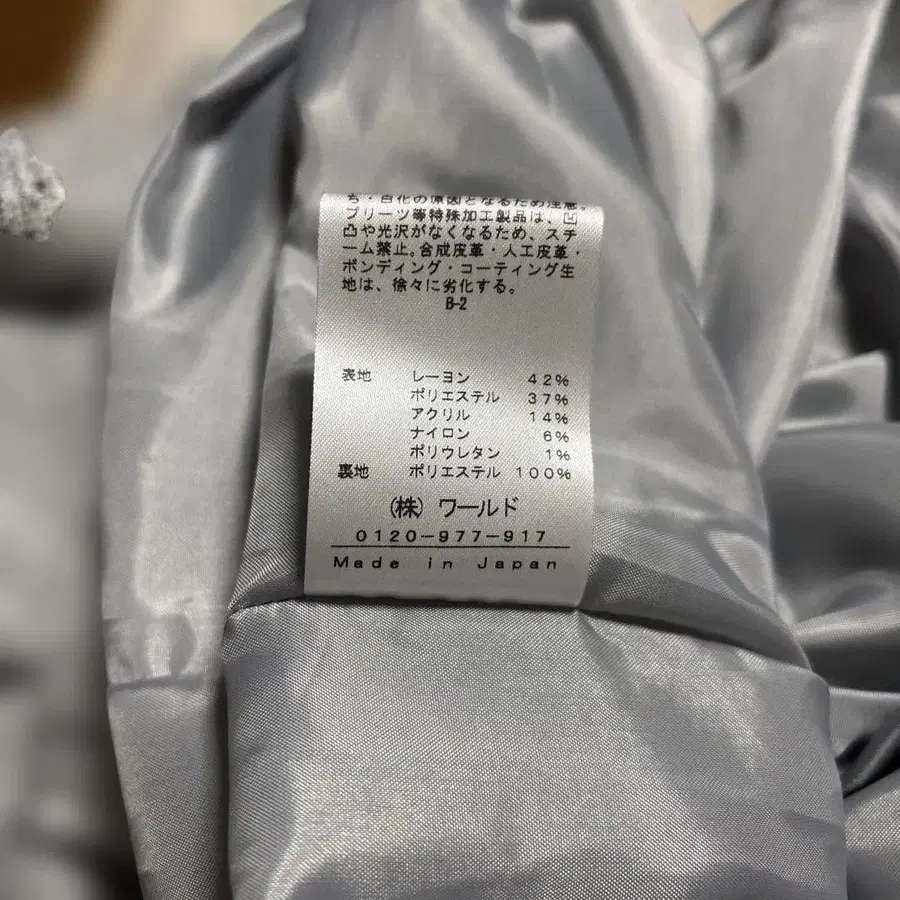 ち・白化の原因となるため注意。
プリーツ等特殊加工製品は、凹
凸や光沢がなくなるため、スチ
ーム禁止。合成皮革・人工皮革・
ボンディング・コーティング生
地は、徐々に劣化する。
B-2
表地 レーヨン 42%
ポリエステル 37%
アクリル 14%
ナイロン 6%
ポリウレタン 1%
裏地 ポリエステル 100%
(株) ワールド
0120-977-917
Made in Japan